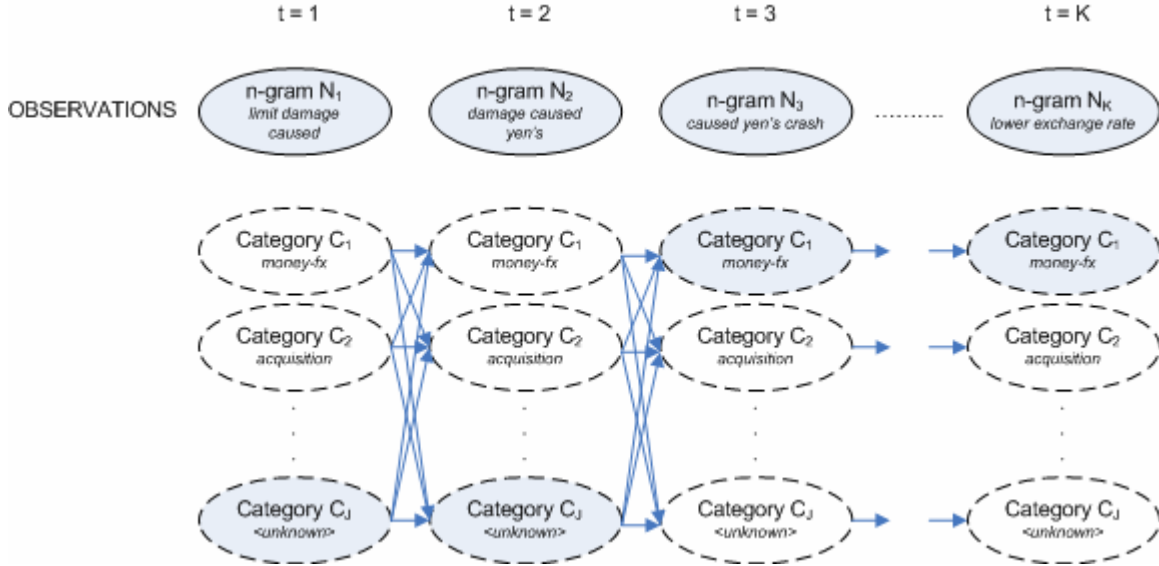 t = 1 t = 2 t = 3 t = K
OBSERVATIONS
n-gram N1
limit damage
caused
n-gram N2
damage caused
yen's
n-gram N3
caused yen's crash
..............
n-gram NK
lower exchange rate
Category C1
money-fx
Category C1
money-fx
Category C1
money-fx
Category C1
money-fx
Category C2
acquisition
Category C2
acquisition
Category C2
acquisition
Category C2
acquisition
Category CJ
<unknown>
Category CJ
<unknown>
Category CJ
<unknown>
Category CJ
<unknown>